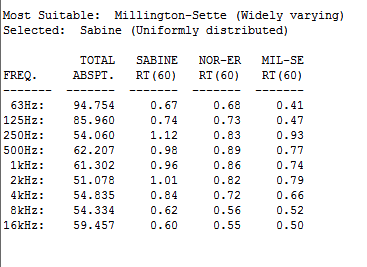 Most Suitable:  Millington-Sette (Widely varying)
Selected:  Sabine (Uniformly distributed)
TOTAL SABINE NOR-ER MIL-SE
FREQ. ABSPT. RT(60) RT(60) RT(60)
------- ------- ------- ------- -------
63Hz: 94.754 0.67 0.68 0.41
125Hz: 85.960 0.74 0.73 0.47
250Hz: 54.060 1.12 0.83 0.93
500Hz: 62.207 0.98 0.89 0.77
1kHz: 61.302 0.96 0.86 0.74
2kHz: 51.078 1.01 0.82 0.79
4kHz: 54.835 0.84 0.72 0.66
8kHz: 54.334 0.62 0.56 0.52
16kHz: 59.457 0.60 0.55 0.50